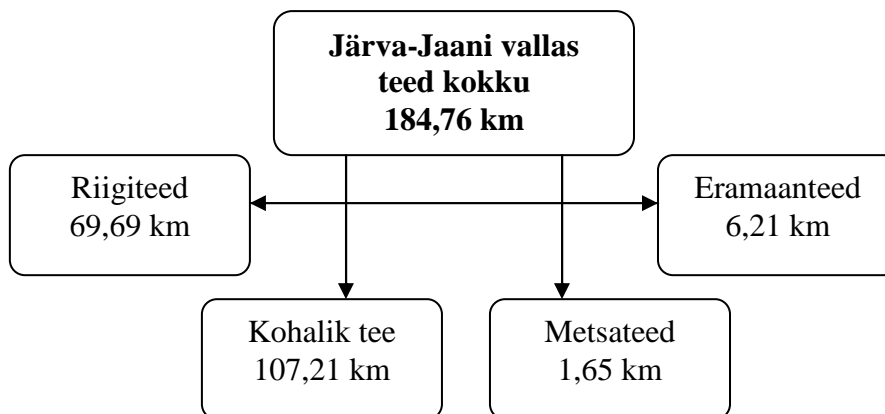 Järva-Jaani vallas
teed kokku
184,76 km
Riigiteed
69,69 km
Eramaanteed
6,21 km
Kohalik tee
107,21 km
Metsateed
1,65 km